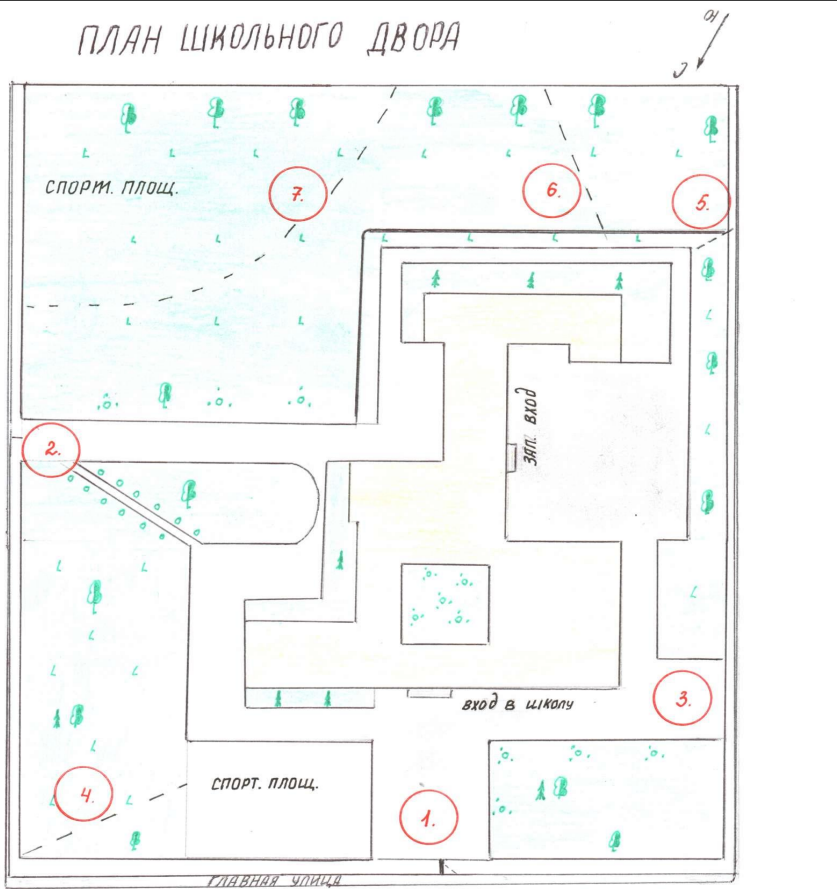 ПЛАН ШКОЛЬНОГО ДВОРА
Ю
С
СПОРТ. ПЛОЩ.
7.
6.
5.
2.
ЗАП. ВХОД
ВХОД В ШКОЛУ
3.
4.
СПОРТ. ПЛОЩ.
1.
ГЛАВНАЯ УЛИЦА